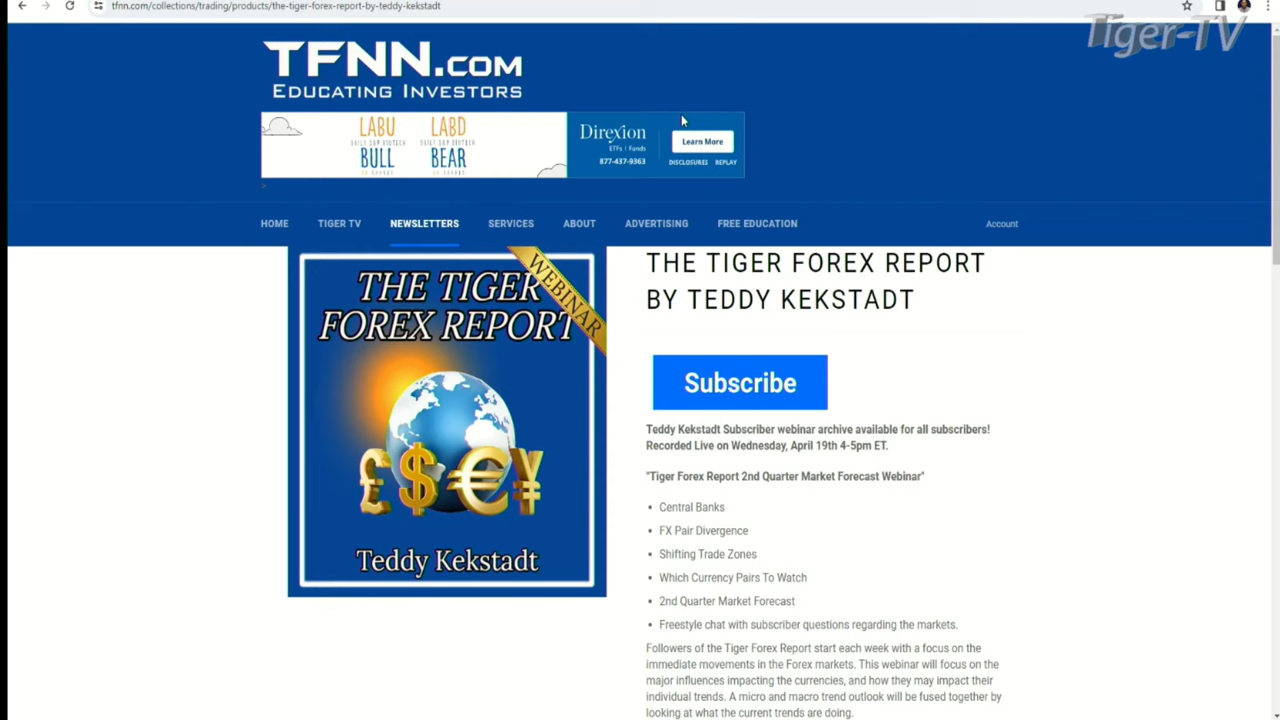 tfnn.com/collections/trading/products/the-tiger-forex-report-by-teddy-kekstadt
Tiger-TV
TFNN.COM
EDUCATING INVESTORS
LABU
LABD
BULL
BEAR
Direxion
ETFs | Funds
877-437-9363
Learn More
DISCLOSURES REPLAY
>
HOME TIGER TV NEWSLETTERS SERVICES ABOUT ADVERTISING FREE EDUCATION Account
THE TIGER
FOREX REPORT
WEBINAR
£$€¥
Teddy Kekstadt
THE TIGER FOREX REPORT
BY TEDDY KEKSTADT
Subscribe
Teddy Kekstadt Subscriber webinar archive available for all subscribers!
Recorded Live on Wednesday, April 19th 4-5pm ET.
"Tiger Forex Report 2nd Quarter Market Forecast Webinar"
• Central Banks
• FX Pair Divergence
• Shifting Trade Zones
• Which Currency Pairs To Watch
• 2nd Quarter Market Forecast
• Freestyle chat with subscriber questions regarding the markets.
Followers of the Tiger Forex Report start each week with a focus on the
immediate movements in the Forex markets. This webinar will focus on the
major influences impacting the currencies, and how they may impact their
individual trends. A micro and macro trend outlook will be fused together by
looking at what the current trends are doing.